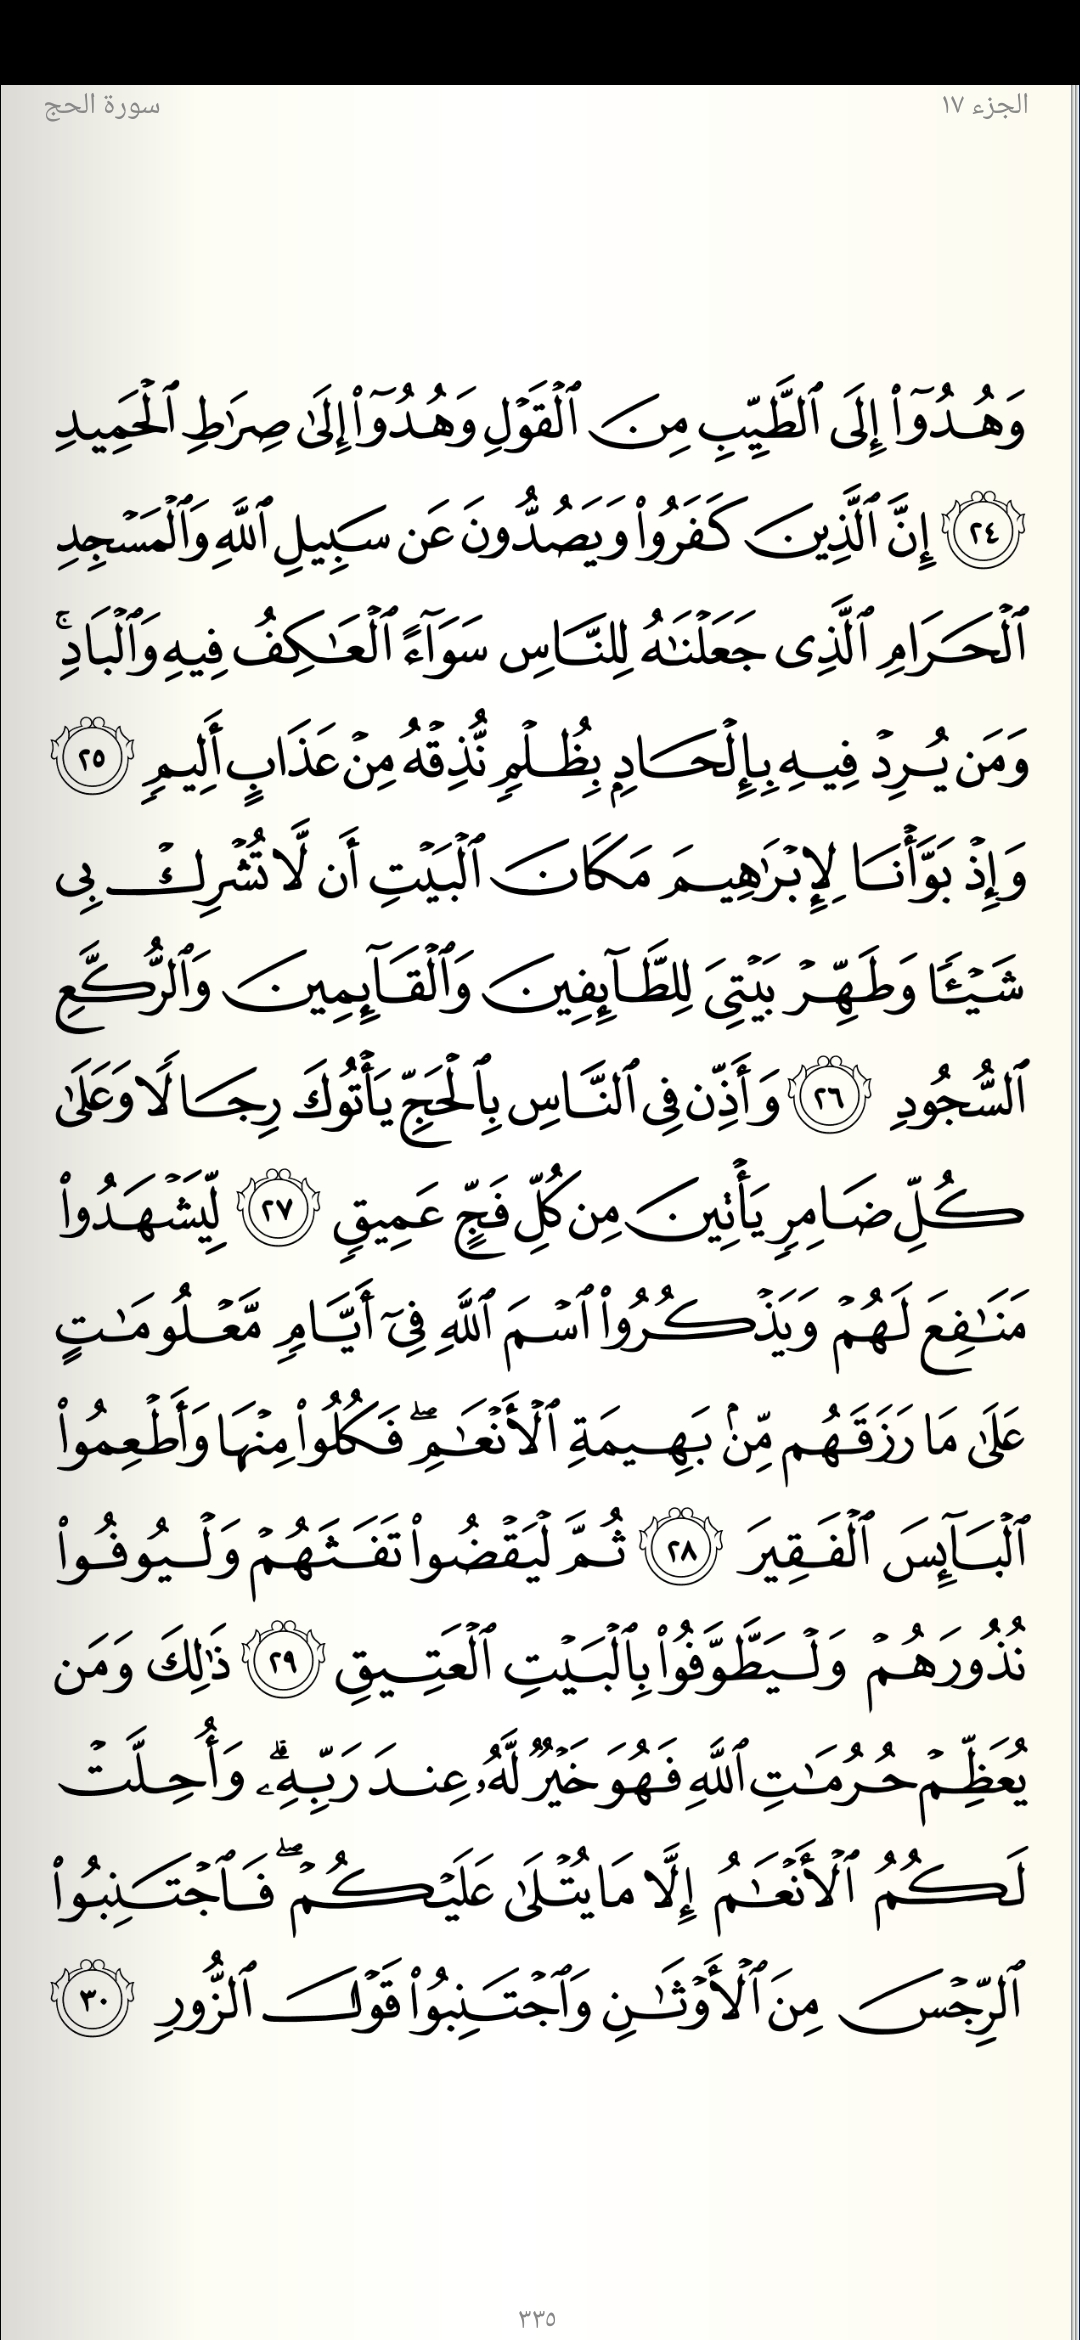 الجزء ١٧
سورة الحج
وَهُدُوٓا۟ إِلَى ٱلطَّيِّبِ مِنَ ٱلۡقَوۡلِ وَهُدُوٓا۟ إِلَىٰ صِرَٰطِ ٱلۡحَمِيدِ
٢٤ إِنَّ ٱلَّذِينَ كَفَرُوا۟ وَيَصُدُّونَ عَن سَبِيلِ ٱللَّهِ وَٱلۡمَسۡجِدِ
ٱلۡحَرَامِ ٱلَّذِى جَعَلۡنَٰهُ لِلنَّاسِ سَوَآءً ٱلۡعَٰكِفُ فِيهِ وَٱلۡبَادِۚ
وَمَن يُرِدۡ فِيهِ بِإِلۡحَادِۭ بِظُلۡمٍ نُّذِقۡهُ مِنۡ عَذَابٍ أَلِيمٍ ٢٥
وَإِذۡ بَوَّأۡنَا لِإِبۡرَٰهِيمَ مَكَانَ ٱلۡبَيۡتِ أَن لَّا تُشۡرِكۡ بِى
شَيۡـًٔا وَطَهِّرۡ بَيۡتِىَ لِلطَّآئِفِينَ وَٱلۡقَآئِمِينَ وَٱلرُّكَّعِ
ٱلسُّجُودِ ٢٦ وَأَذِّن فِى ٱلنَّاسِ بِٱلۡحَجِّ يَأۡتُوكَ رِجَالًا وَعَلَىٰ
كُلِّ ضَامِرٍ يَأۡتِينَ مِن كُلِّ فَجٍّ عَمِيقٍ ٢٧ لِّيَشۡهَدُوا۟
مَنَٰفِعَ لَهُمۡ وَيَذۡكُرُوا۟ ٱسۡمَ ٱللَّهِ فِىٓ أَيَّامٍ مَّعۡلُومَٰتٍ
عَلَىٰ مَا رَزَقَهُم مِّنۢ بَهِيمَةِ ٱلۡأَنۡعَٰمِۖ فَكُلُوا۟ مِنۡهَا وَأَطۡعِمُوا۟
ٱلۡبَآئِسَ ٱلۡفَقِيرَ ٢٨ ثُمَّ لۡيَقۡضُوا۟ تَفَثَهُمۡ وَلۡيُوفُوا۟
نُذُورَهُمۡ وَلۡيَطَّوَّفُوا۟ بِٱلۡبَيۡتِ ٱلۡعَتِيقِ ٢٩ ذَٰلِكَ وَمَن
يُعَظِّمۡ حُرُمَٰتِ ٱللَّهِ فَهُوَ خَيۡرٌ لَّهُۥ عِندَ رَبِّهِۦۗ وَأُحِلَّتۡ
لَكُمُ ٱلۡأَنۡعَٰمُ إِلَّا مَا يُتۡلَىٰ عَلَيۡكُمۡۖ فَٱجۡتَنِبُوا۟
ٱلرِّجۡسَ مِنَ ٱلۡأَوۡثَٰنِ وَٱجۡتَنِبُوا۟ قَوۡلَ ٱلزُّورِ ٣٠
٣٣٥